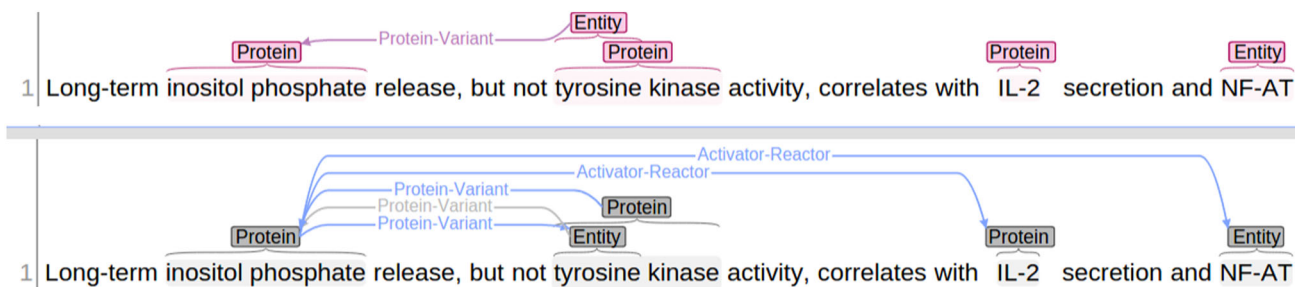 Entity
Protein-Variant
Protein Protein Protein Entity
1 Long-term inositol phosphate release, but not tyrosine kinase activity, correlates with IL-2 secretion and NF-AT
Activator-Reactor
Activator-Reactor
Protein-Variant
Protein-Variant Protein
Protein-Variant
Protein Entity Protein Entity
1 Long-term inositol phosphate release, but not tyrosine kinase activity, correlates with IL-2 secretion and NF-AT